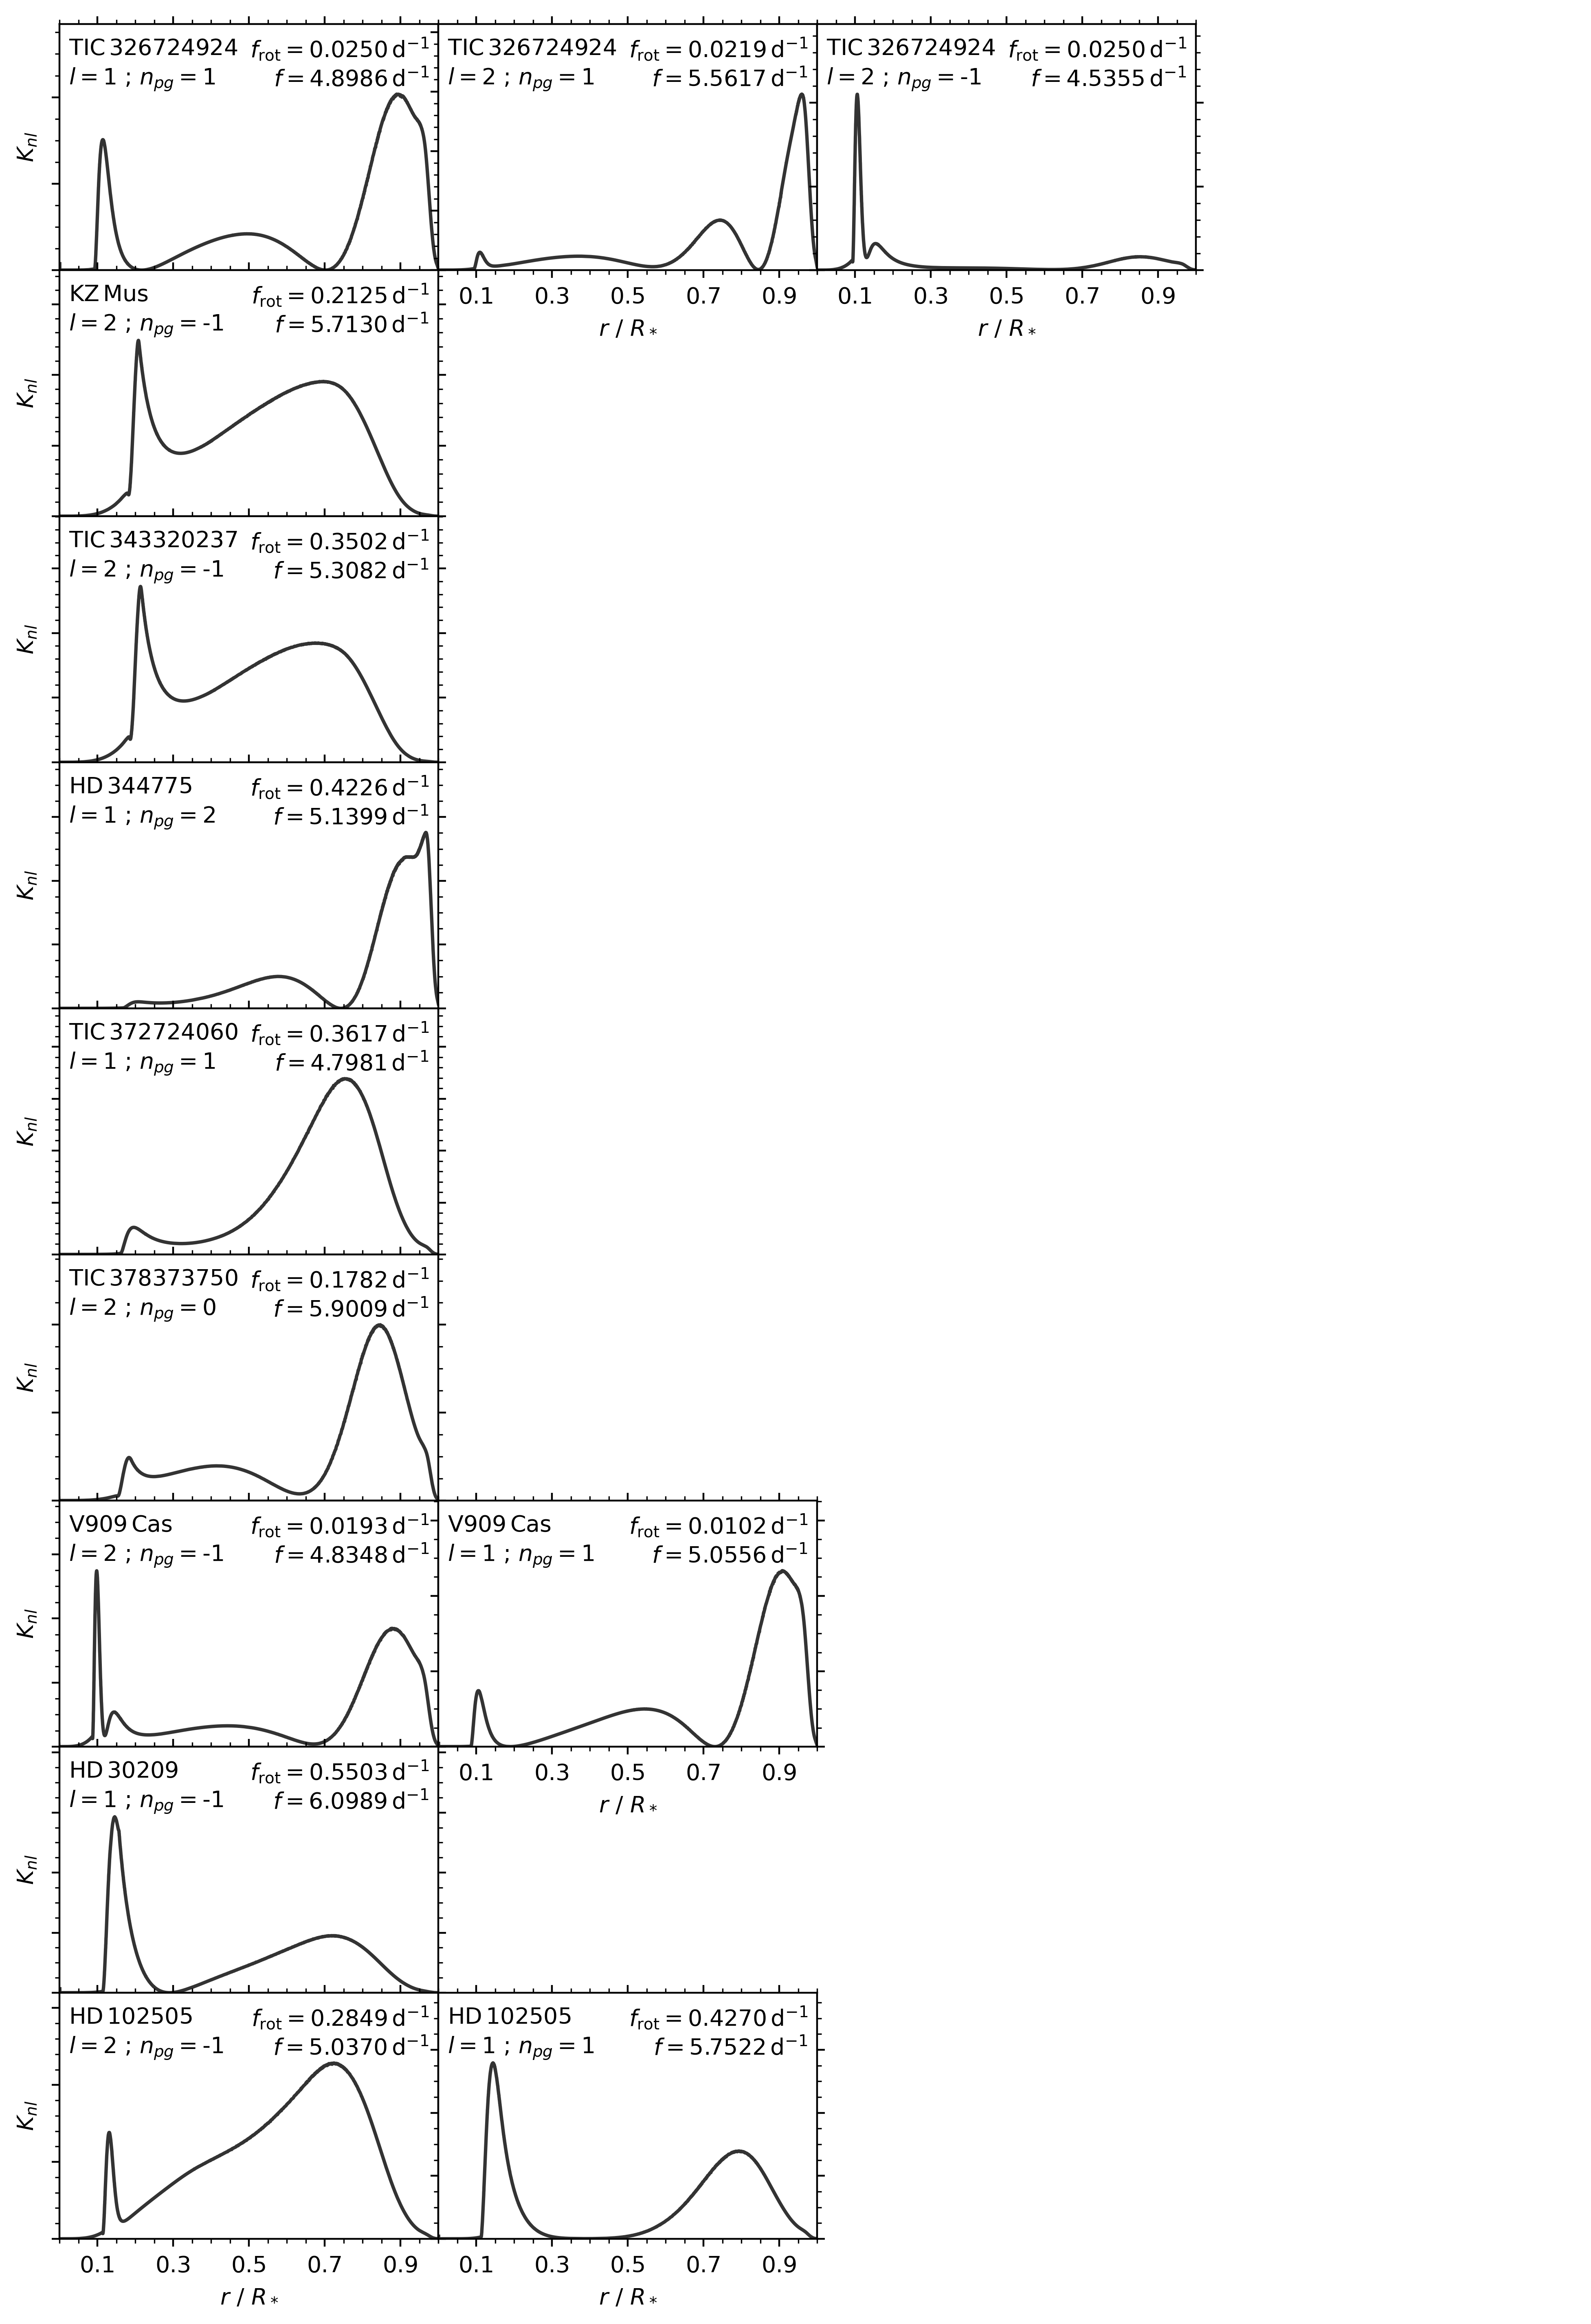 TIC 326724924 f_rot = 0.0250 d⁻¹
l = 1 ; n_pg = 1 f = 4.8986 d⁻¹
TIC 326724924 f_rot = 0.0219 d⁻¹
l = 2 ; n_pg = 1 f = 5.5617 d⁻¹
TIC 326724924 f_rot = 0.0250 d⁻¹
l = 2 ; n_pg = -1 f = 4.5355 d⁻¹
K_nl
0.1 0.3 0.5 0.7 0.9
r / R_*
0.1 0.3 0.5 0.7 0.9
r / R_*
KZ Mus f_rot = 0.2125 d⁻¹
l = 2 ; n_pg = -1 f = 5.7130 d⁻¹
K_nl
TIC 343320237 f_rot = 0.3502 d⁻¹
l = 2 ; n_pg = -1 f = 5.3082 d⁻¹
K_nl
HD 344775 f_rot = 0.4226 d⁻¹
l = 1 ; n_pg = 2 f = 5.1399 d⁻¹
K_nl
TIC 372724060 f_rot = 0.3617 d⁻¹
l = 1 ; n_pg = 1 f = 4.7981 d⁻¹
K_nl
TIC 378373750 f_rot = 0.1782 d⁻¹
l = 2 ; n_pg = 0 f = 5.9009 d⁻¹
K_nl
V909 Cas f_rot = 0.0193 d⁻¹
l = 2 ; n_pg = -1 f = 4.8348 d⁻¹
V909 Cas f_rot = 0.0102 d⁻¹
l = 1 ; n_pg = 1 f = 5.0556 d⁻¹
K_nl
0.1 0.3 0.5 0.7 0.9
r / R_*
HD 30209 f_rot = 0.5503 d⁻¹
l = 1 ; n_pg = -1 f = 6.0989 d⁻¹
K_nl
HD 102505 f_rot = 0.2849 d⁻¹
l = 2 ; n_pg = -1 f = 5.0370 d⁻¹
HD 102505 f_rot = 0.4270 d⁻¹
l = 1 ; n_pg = 1 f = 5.7522 d⁻¹
K_nl
0.1 0.3 0.5 0.7 0.9
r / R_*
0.1 0.3 0.5 0.7 0.9
r / R_*